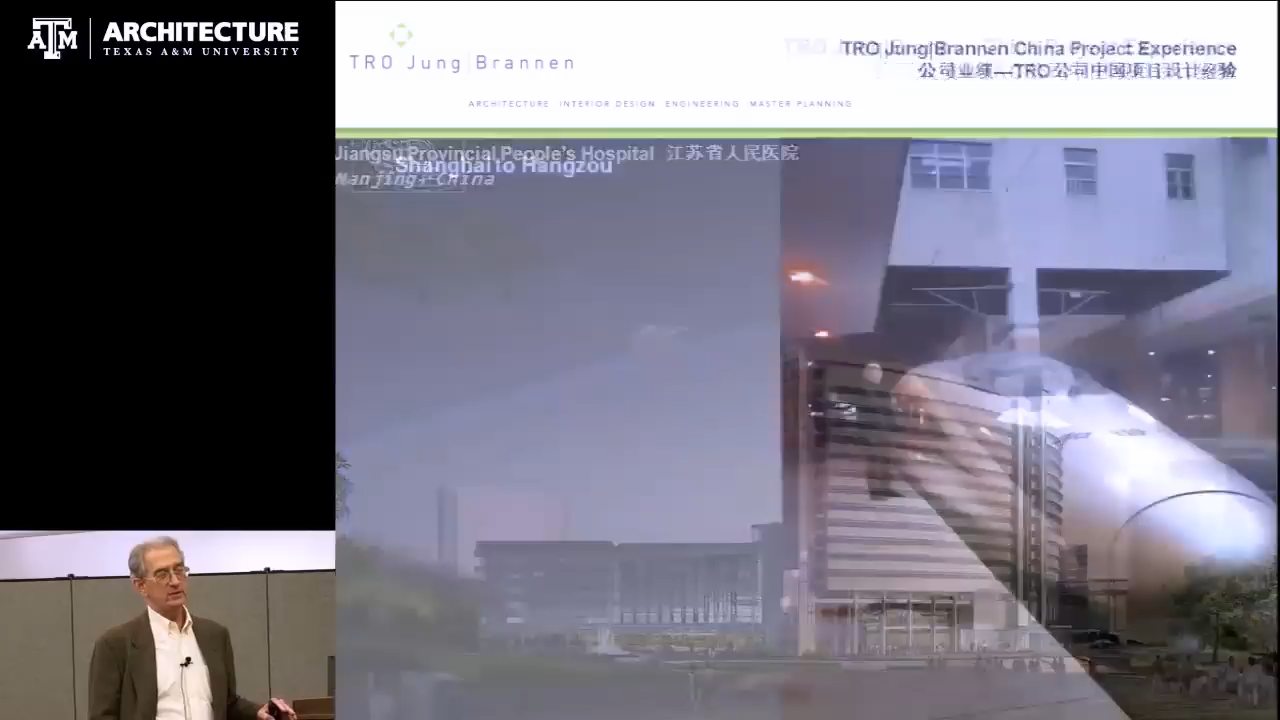 ATM ARCHITECTURE
TEXAS A&M UNIVERSITY
TRO Jung|Brannen
TRO Jung|Brannen China Project Experience
公司业绩—TRO公司中国项目设计经验
ARCHITECTURE INTERIOR DESIGN ENGINEERING MASTER PLANNING
Jiangsu Provincial People's Hospital 江苏省人民医院
Shanghai to Hangzou
Nanjing, China